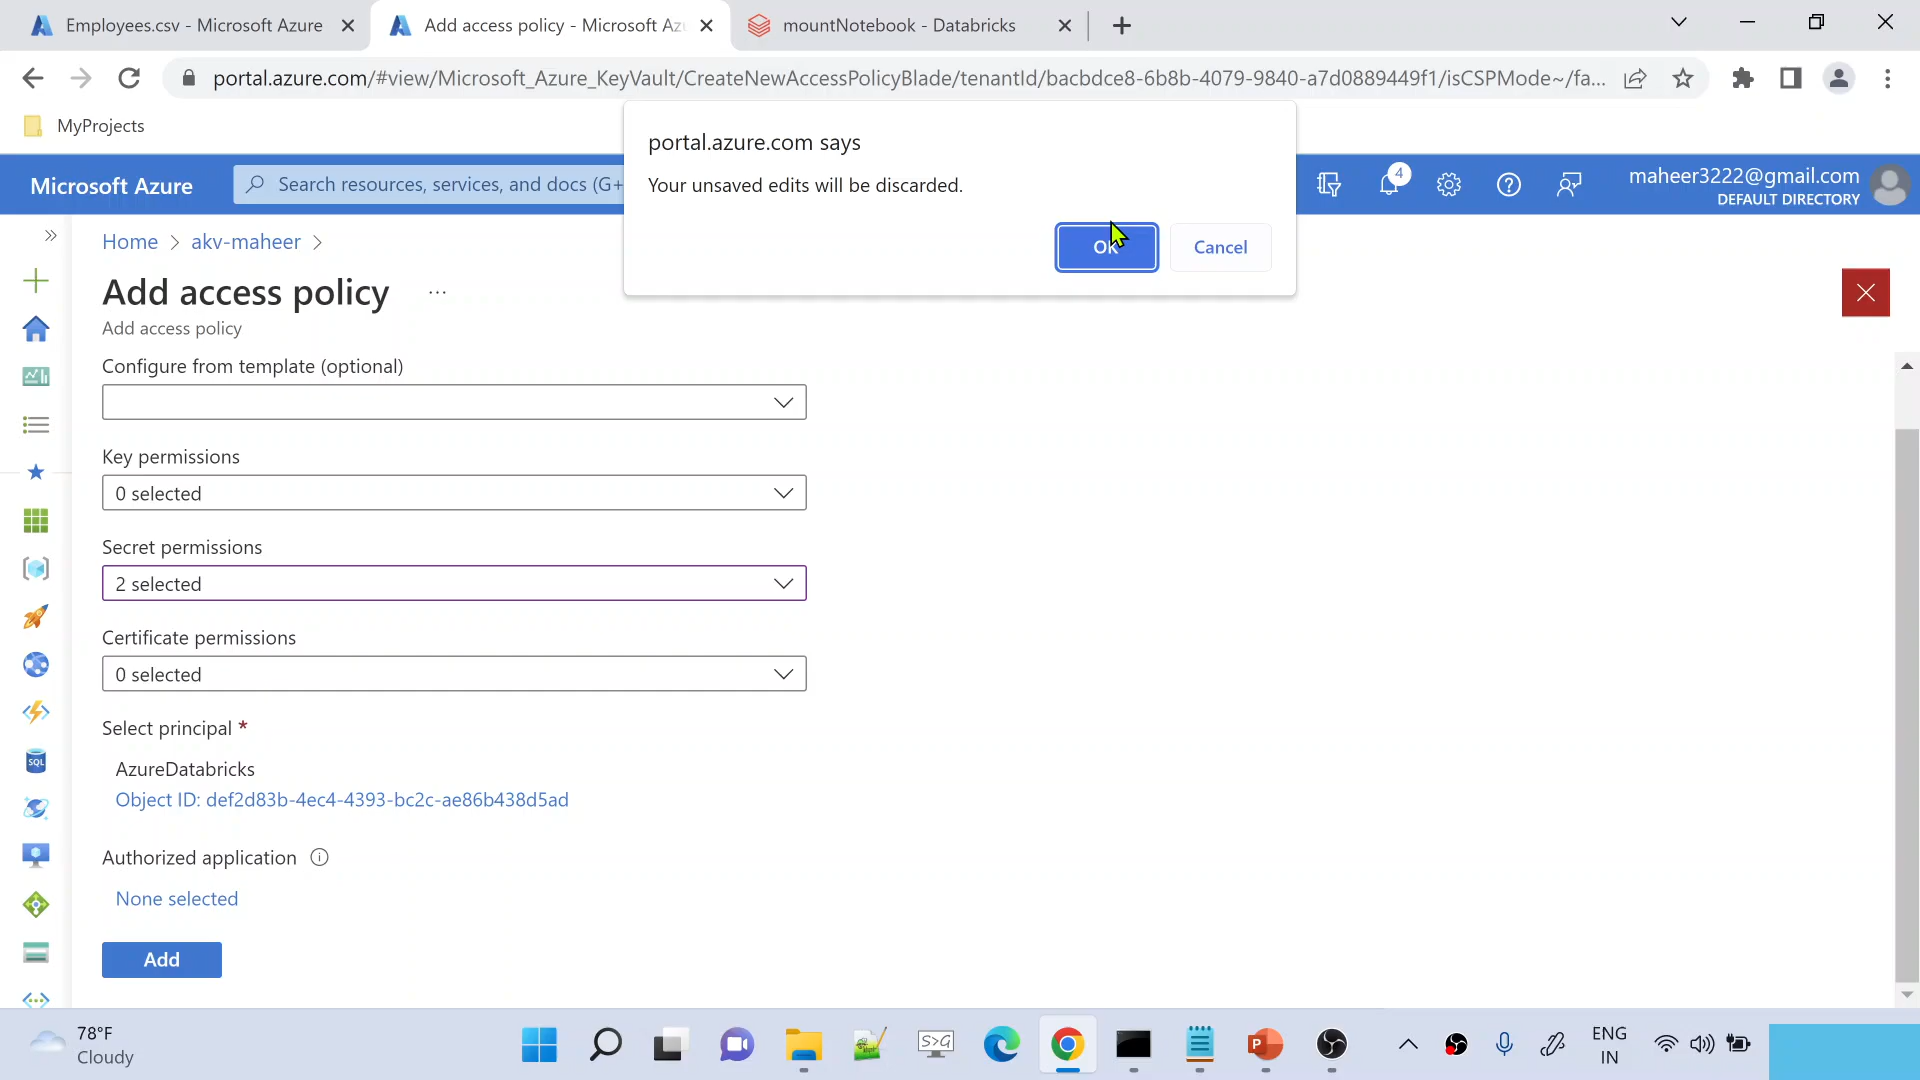 Employees.csv - Microsoft Azure
Add access policy - Microsoft Azu
mountNotebook - Databricks
portal.azure.com/#view/Microsoft_Azure_KeyVault/CreateNewAccessPolicyBlade/tenantId/bacbdce8-6b8b-4079-9840-a7d0889449f1/isCSPMode~/fa...
MyProjects
portal.azure.com says
Your unsaved edits will be discarded.
OK
Cancel
Microsoft Azure
Search resources, services, and docs (G+
4
maheer3222@gmail.com
DEFAULT DIRECTORY
Home > akv-maheer >
Add access policy ...
Add access policy
Configure from template (optional)
Key permissions
0 selected
Secret permissions
2 selected
Certificate permissions
0 selected
Select principal *
AzureDatabricks
Object ID: def2d83b-4ec4-4393-bc2c-ae86b438d5ad
Authorized application
None selected
Add
SQL
78°F
Cloudy
S>G
P
ENG
IN